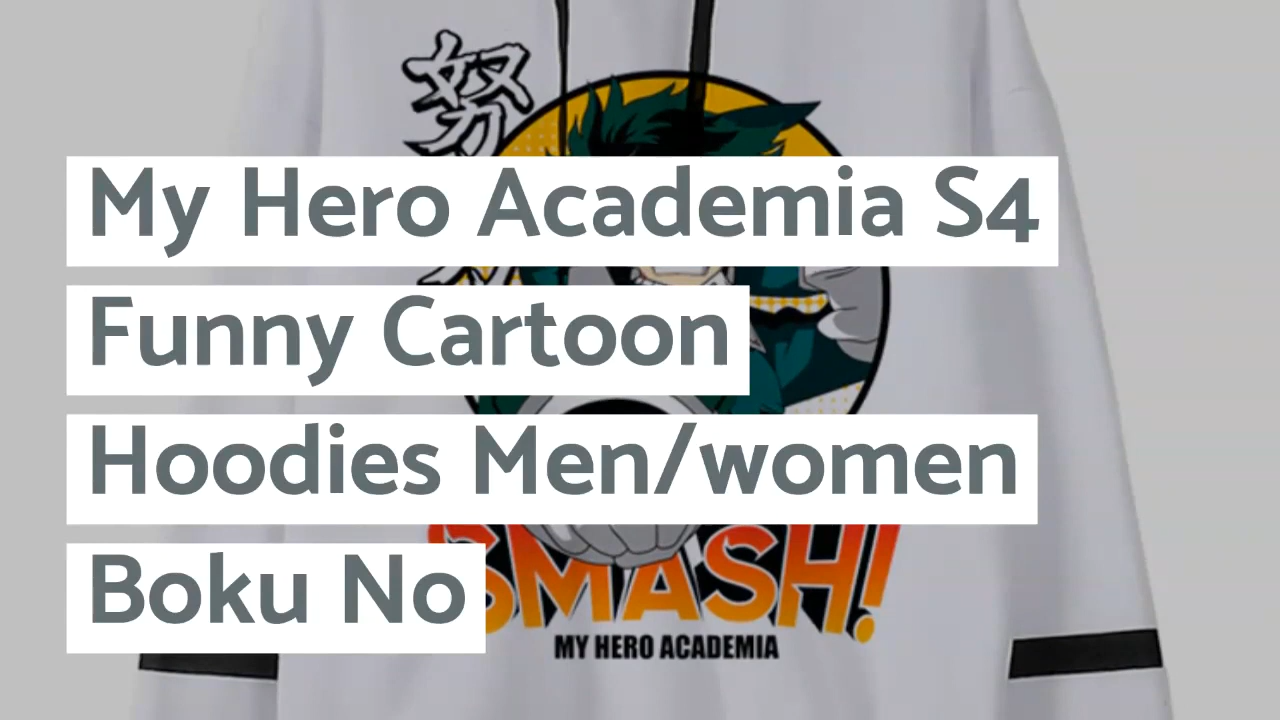 努
My Hero Academia S4
Funny Cartoon
Hoodies Men/women
Boku No
SMASH!
MY HERO ACADEMIA